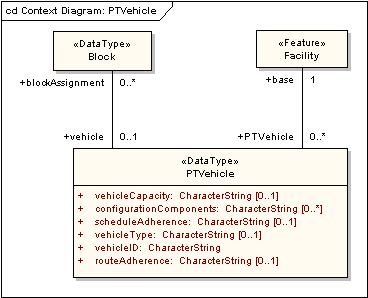 cd Context Diagram: PTVehicle
«DataType»
Block
«Feature»
Facility
+blockAssignment 0..*
+base 1
+vehicle 0..1
+PTVehicle 0..*
«DataType»
PTVehicle
+ vehicleCapacity: CharacterString [0..1]
+ configurationComponents: CharacterString [0..*]
+ scheduleAdherence: CharacterString [0..1]
+ vehicleType: CharacterString [0..1]
+ vehicleID: CharacterString
+ routeAdherence: CharacterString [0..1]